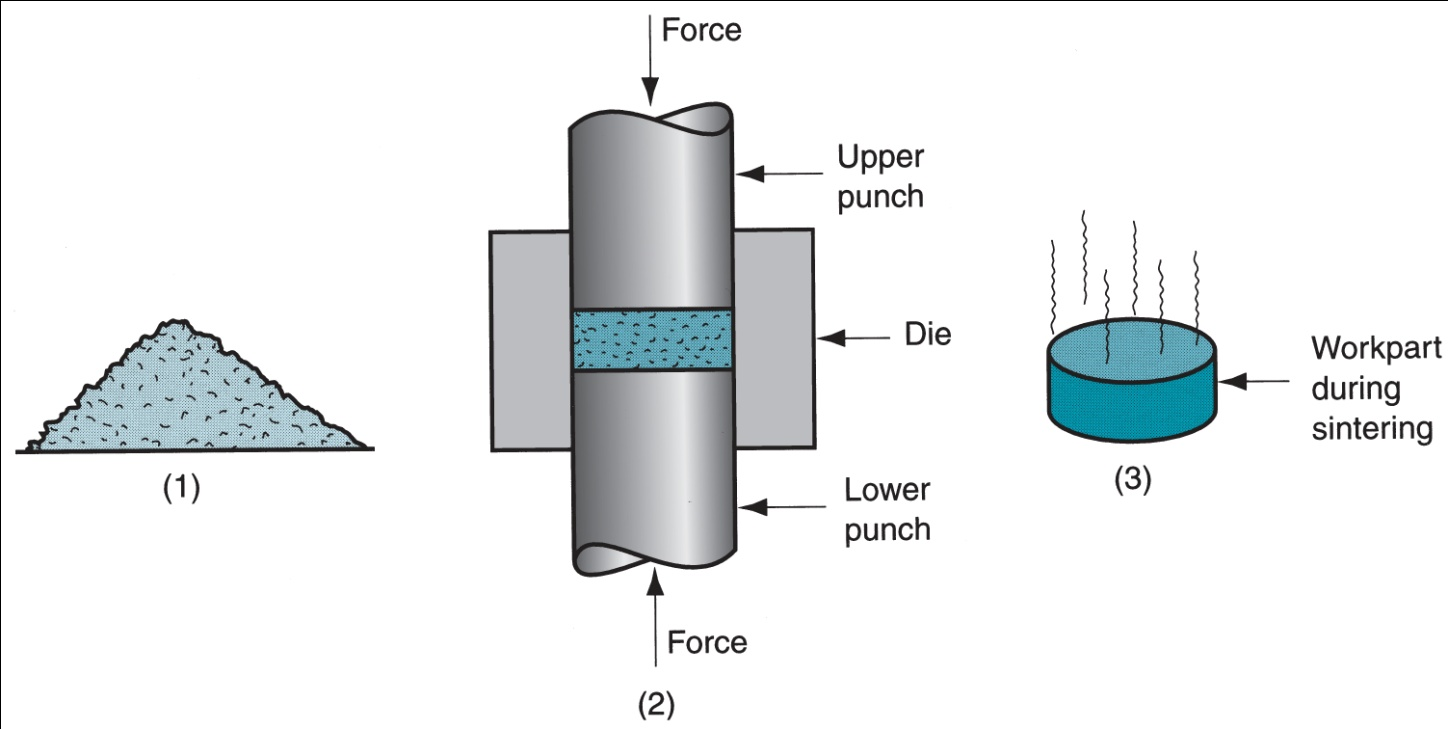 Force
Upper
punch
Die
Workpart
during
sintering
(1)
Lower
punch
(3)
Force
(2)